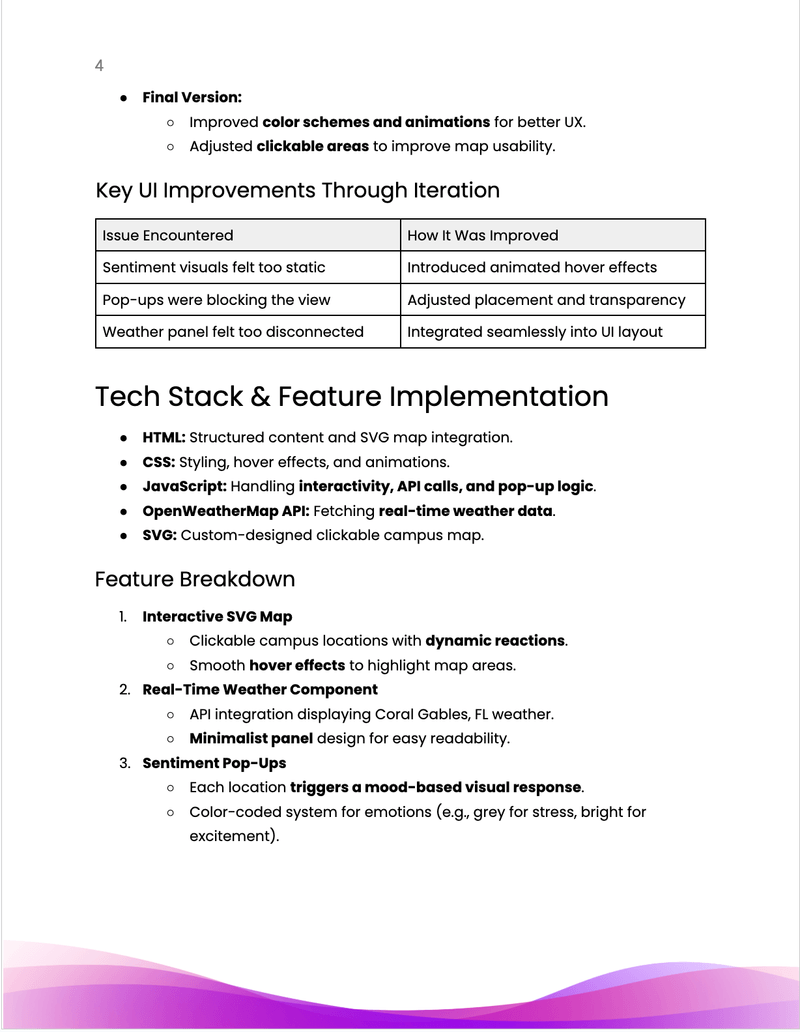 4
● Final Version:
○ Improved color schemes and animations for better UX.
○ Adjusted clickable areas to improve map usability.
Key UI Improvements Through Iteration
Issue Encountered How It Was Improved
Sentiment visuals felt too static Introduced animated hover effects
Pop-ups were blocking the view Adjusted placement and transparency
Weather panel felt too disconnected Integrated seamlessly into UI layout
Tech Stack & Feature Implementation
● HTML: Structured content and SVG map integration.
● CSS: Styling, hover effects, and animations.
● JavaScript: Handling interactivity, API calls, and pop-up logic.
● OpenWeatherMap API: Fetching real-time weather data.
● SVG: Custom-designed clickable campus map.
Feature Breakdown
1. Interactive SVG Map
○ Clickable campus locations with dynamic reactions.
○ Smooth hover effects to highlight map areas.
2. Real-Time Weather Component
○ API integration displaying Coral Gables, FL weather.
○ Minimalist panel design for easy readability.
3. Sentiment Pop-Ups
○ Each location triggers a mood-based visual response.
○ Color-coded system for emotions (e.g., grey for stress, bright for
excitement).